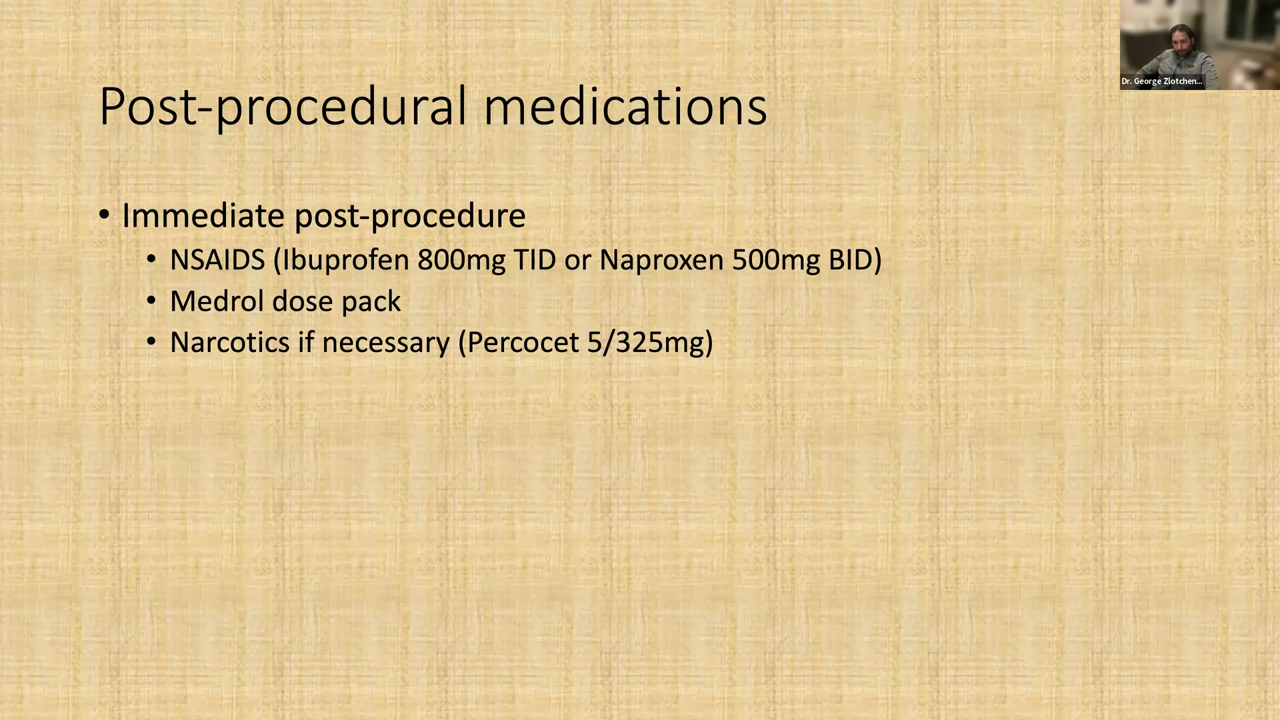 Dr. George Zlotchen...
Post-procedural medications
• Immediate post-procedure
• NSAIDS (Ibuprofen 800mg TID or Naproxen 500mg BID)
• Medrol dose pack
• Narcotics if necessary (Percocet 5/325mg)